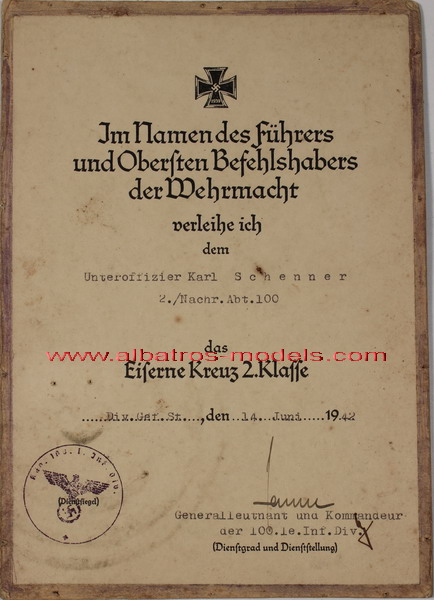 Im Namen des Führers
und Obersten Befehlshabers
der Wehrmacht
verleihe ich
dem
Unteroffizier Karl Schenner
2./Nachr.Abt.100
das
www.albatros-models.com
Eiserne Kreuz 2.Klasse
.....Div.Gef.St.,den ..14..Juni....1942
(Dienstsiegel)
Generalleutnant und Kommandeur
der 100.le.Inf.Div.
(Dienstgrad und Dienststellung)